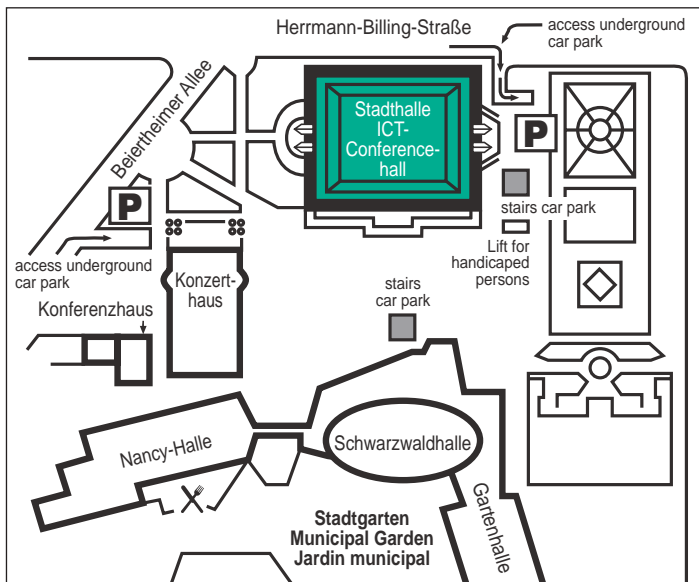 Herrmann-Billing-Straße
access underground
car park
Beiertheimer Allee
Stadthalle
ICT-
Conference-
hall
P
stairs car park
Lift for
handicaped
persons
P
access underground
car park
Konzert-
haus
Konferenzhaus
stairs
car park
Nancy-Halle
Schwarzwaldhalle
Gartenhalle
Stadtgarten
Municipal Garden
Jardin municipal